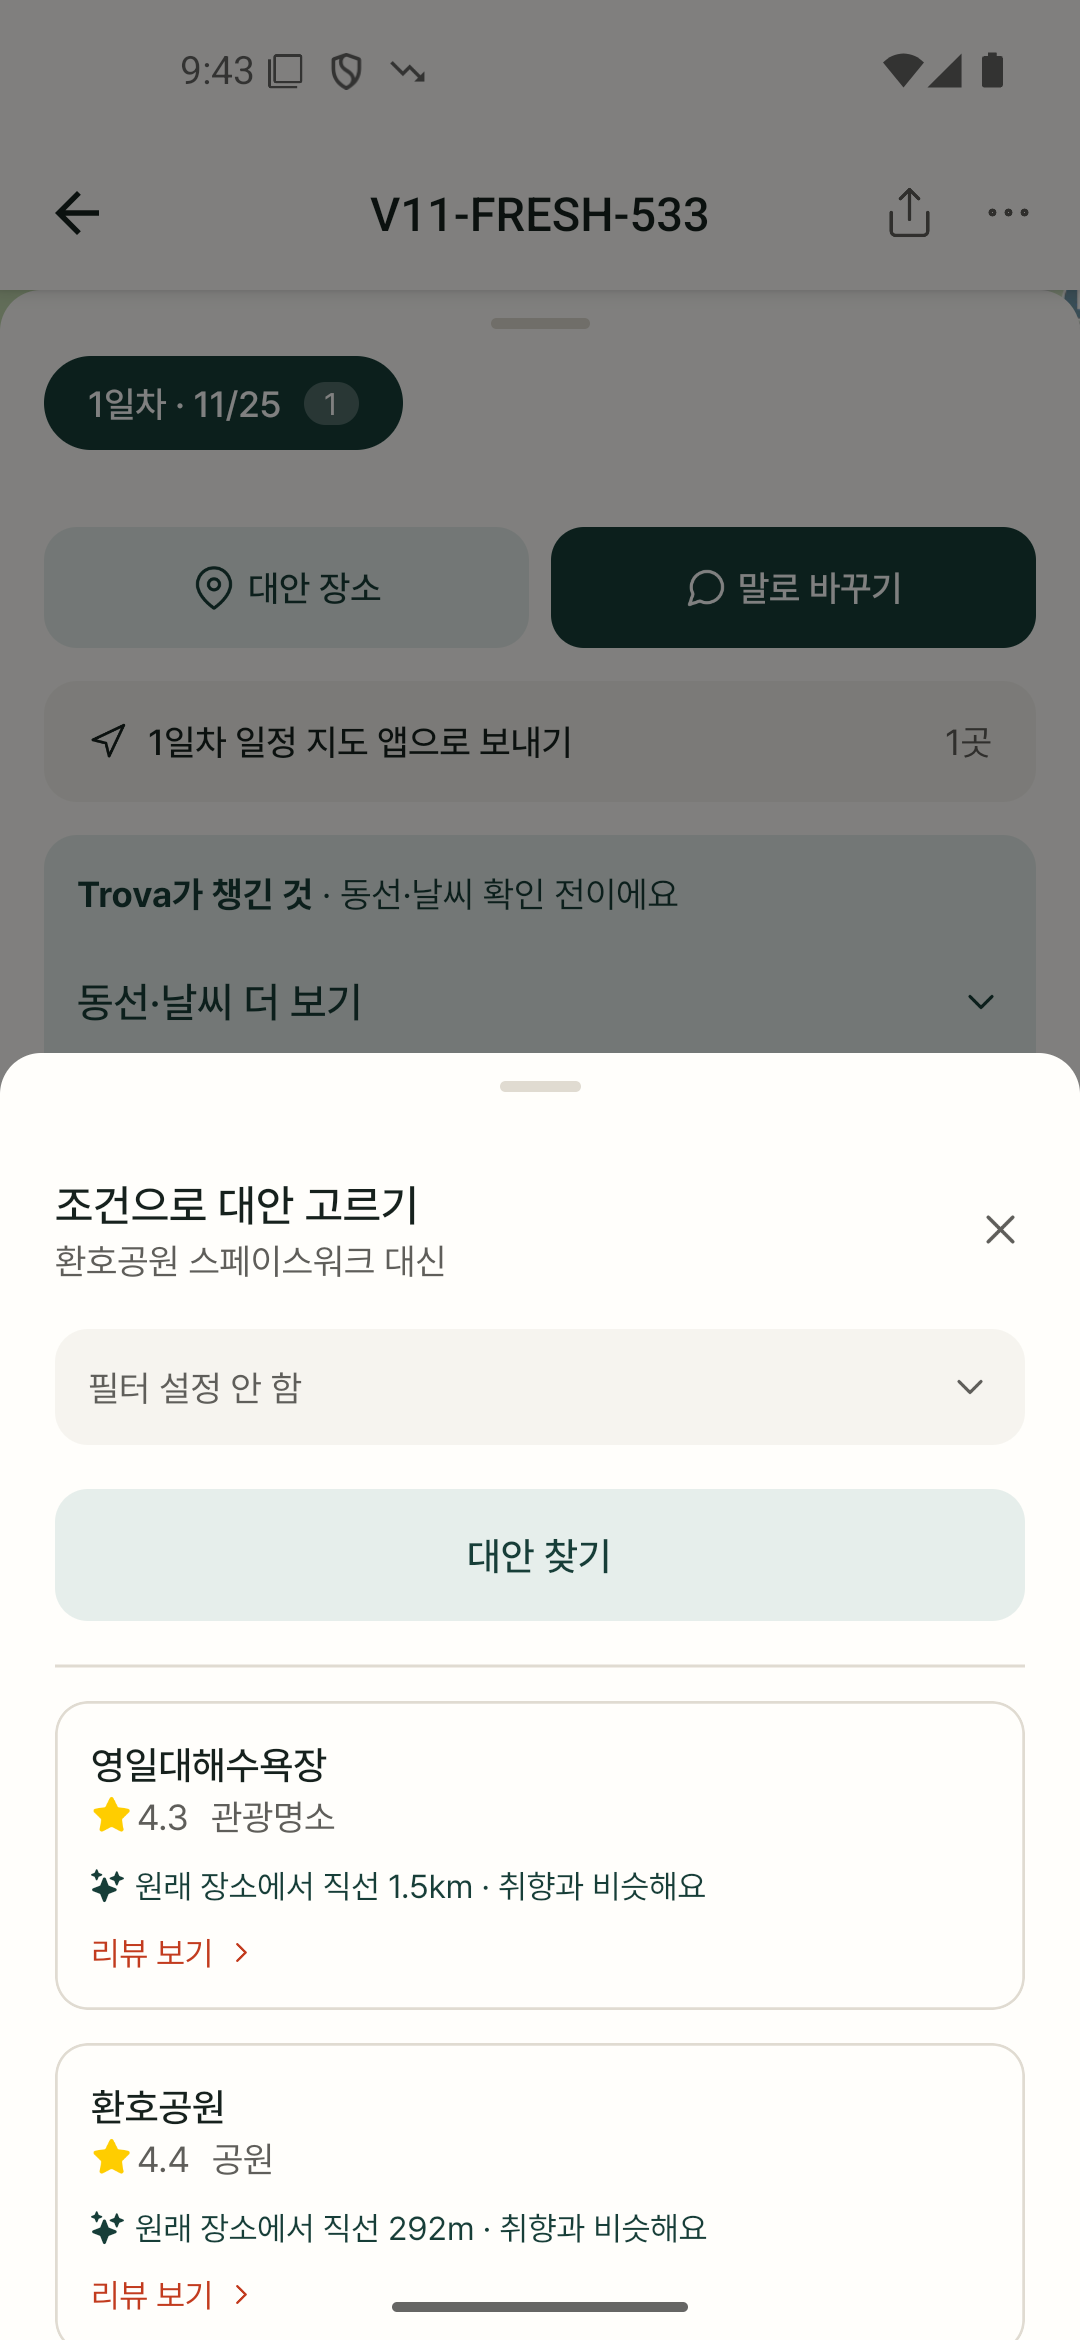 9:43
V11-FRESH-533
1일차 · 11/25 1
대안 장소
말로 바꾸기
1일차 일정 지도 앱으로 보내기 1곳
Trova가 챙긴 것 · 동선·날씨 확인 전이에요
동선·날씨 더 보기
조건으로 대안 고르기
환호공원 스페이스워크 대신
필터 설정 안 함
대안 찾기
영일대해수욕장
4.3 관광명소
원래 장소에서 직선 1.5km · 취향과 비슷해요
리뷰 보기
환호공원
4.4 공원
원래 장소에서 직선 292m · 취향과 비슷해요
리뷰 보기